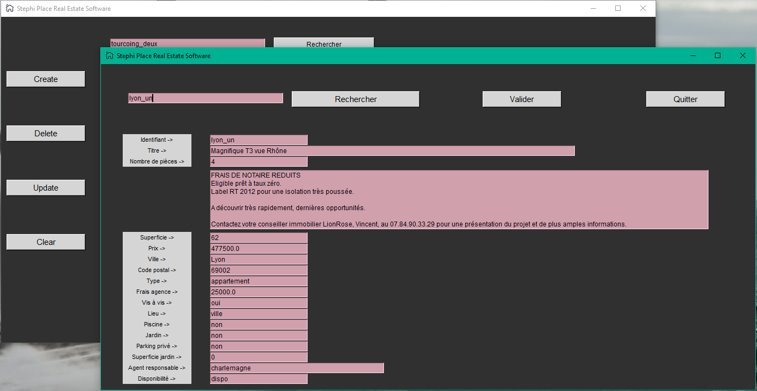 Stephi Place Real Estate Software
tourcoing_deux
Rechercher
Create
Delete
Update
Clear
Stephi Place Real Estate Software
lyon_un
Rechercher
Valider
Quitter
Identifiant -> lyon_un
Titre -> Magnifique T3 vue Rhône
Nombre de pièces -> 4
FRAIS DE NOTAIRE REDUITS
Eligible prêt à taux zéro.
Label RT 2012 pour une isolation très poussée.
A découvrir très rapidement, dernières opportunités.
Contactez votre conseiller immobilier LionRose, Vincent, au 07.84.90.33.29 pour une présentation du projet et de plus amples informations.
Superficie -> 62
Prix -> 477500.0
Ville -> Lyon
Code postal -> 69002
Type -> appartement
Frais agence -> 25000.0
Vis à vis -> oui
Lieu -> ville
Piscine -> non
Jardin -> non
Parking privé -> non
Superficie jardin -> 0
Agent responsable -> charlemagne
Disponibilité -> dispo